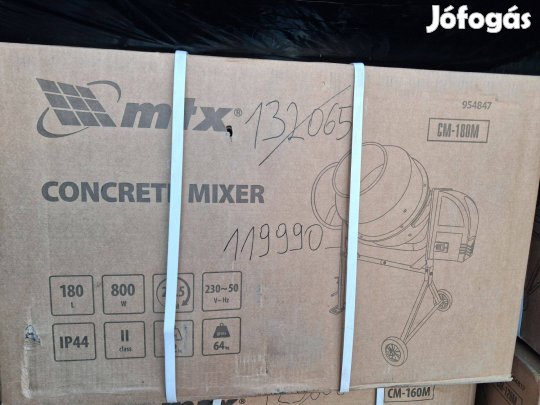 Jófogás
mtx®
132065
954847
CM-180M
CONCRETE MIXER
119990
180 L
800 W
230~50 V~Hz
IP44
II class
64 kg
CM-160M